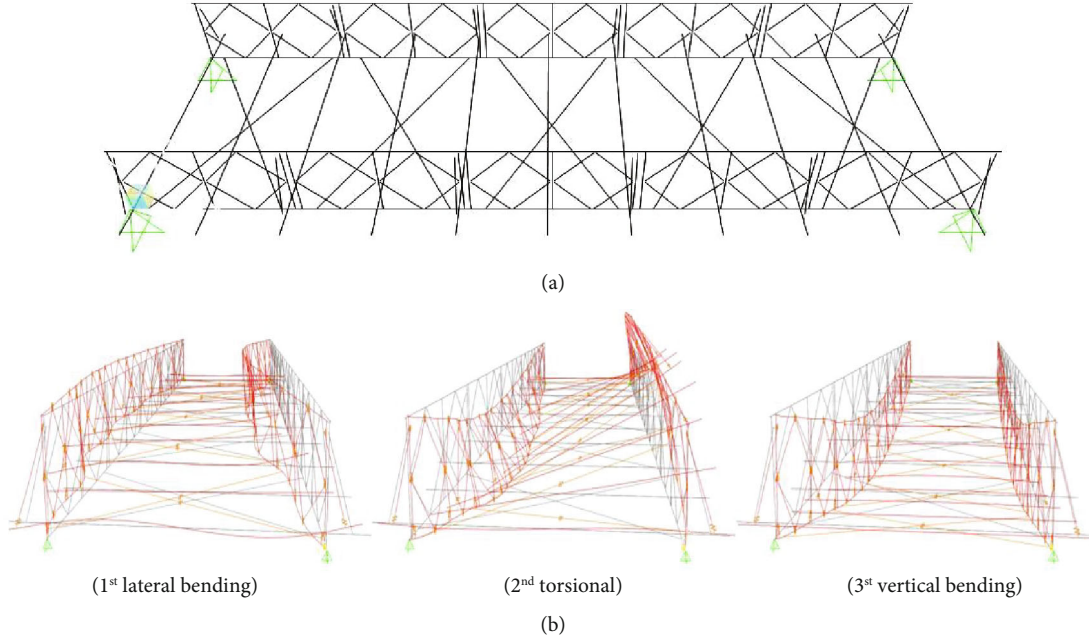 (a)
(1st lateral bending)
(2nd torsional)
(3st vertical bending)
(b)